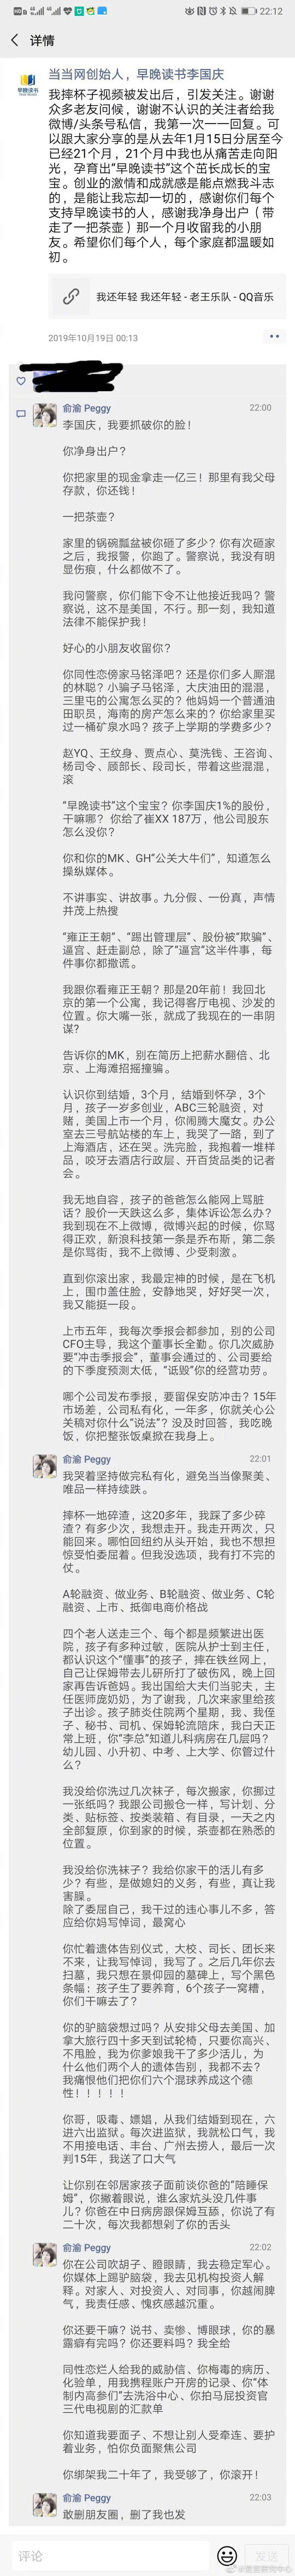 22:12
详情
当当网创始人，早晚读书李国庆
早晚读书
我摔杯子视频被发出后，引发关注。谢谢
众多老友问候，谢谢不认识的关注者给我
微博/头条号私信，我第一次一一回复。可
以跟大家分享的是从去年1月15日分居至今
已经21个月，21个月中我也从痛苦走向阳
光，孕育出“早晚读书”这个茁长成长的宝
宝。创业的激情和成就感是能点燃我斗志
的，是能让我忘却一切的，感谢你们每个
支持早晚读书的人，感谢我净身出户（带
走了一把茶壶）那一个月收留我的小朋
友。希望你们每个人，每个家庭都温暖如
初。
我还年轻 我还年轻 - 老王乐队 - QQ音乐
2019年10月19日 00:13
俞渝 Peggy
22:00
李国庆，我要抓破你的脸！
你净身出户？
你把家里的现金拿走一亿三！那里有我父母
存款，你还钱！
一把茶壶？
家里的锅碗瓢盆被你砸了多少？你有次砸家
之后，我报警，你跑了。警察说，我没有明
显伤痕，什么都做不了。
我问警察，你们能下令不让他接近我吗？警
察说，这不是美国，不行。那一刻，我知道
法律不能保护我！
好心的小朋友收留你？
你同性恋傍家马铭泽吧？还是你们多人厮混
的林聪？小骗子马铭泽，大庆油田的混混，
三里屯的公寓怎么买的？他妈妈一个普通油
田职员，海南的房产怎么来的？你给家里买
过一桶矿泉水吗？孩子上学的学费多少？
赵YQ、王纹身、贾点心、莫洗钱、王咨询、
杨司令、顾部长、段司长，带着这些混混，
滚
“早晚读书”这个宝宝？你李国庆1%的股份，
干嘛哪？你给了崔XX 187万，他公司股东
怎么没你？
你和你的MK、GH“公关大牛们”，知道怎么
操纵媒体。
不讲事实、讲故事。九分假、一份真，声情
并茂上热搜
“雍正王朝”、“踢出管理层”、股份被“欺骗”、
逼宫、赶走副总，除了“逼宫”这半件事，每
件事你都撒谎。
我跟你看雍正王朝？那是20年前！我回北
京的第一个公寓，我记得客厅电视、沙发的
位置。你大嘴一张，就成了我现在的一串阴
谋？
告诉你的MK，别在简历上把薪水翻倍、北
京、上海滩招摇撞骗。
认识你到结婚，3个月，结婚到怀孕，3个
月，孩子一岁多创业，ABC三轮融资，对
赌，美国上市一个月，你闹腾大魔女。办公
室去三号航站楼的车上，我哭了一路，到了
上海酒店，还在哭。洗完脸，我抱着一堆样
品，咬牙去酒店行政层、开百货品类的记者
会。
我无地自容，孩子的爸爸怎么能网上骂脏
话？股价一天跌这么多，集体诉讼怎么办？
我到现在不上微博，微博兴起的时候，你骂
得正欢，新浪科技第一条是乔布斯，第二条
是你骂街，我不上微博、少受刺激。
直到你滚出家，我最定神的时候，是在飞机
上，围巾盖住脸，安静地哭，好好哭一次，
我又能挺一段。
上市五年，我每次季报会都参加，别的公司
CFO主导，我这个董事长全勤。你几次威胁
要“冲击季报会”，董事会通过的、公司要给
的下季度预测太低，“诋毁”你的经营功劳。
哪个公司发布季报，要留保安防冲击？15年
市场差，公司私有化，一年多，你就关心公
关稿对你什么“说法”？没及时回答，我吃晚
饭，你把整张饭桌掀在我身上。
俞渝 Peggy
22:01
我哭着坚持做完私有化，避免当当像聚美、
唯品一样持续跌。
摔杯一地碎渣，这20多年，我踩了多少碎
渣？有多少次，我想走开。我走开两次，只
能回来。哪怕回纽约从头开始，我也不想担
惊受怕委屈着。但我没选项，我有打不完的
仗。
A轮融资、做业务、B轮融资、做业务、C轮
融资、上市、抵御电商价格战
四个老人送走三个、每个都是频繁进出医
院，孩子有多种过敏，医院从护士到主任，
都认识这个“懂事”的孩子，摔在铁丝网上，
自己让保姆带去儿研所打了破伤风，晚上回
家再告诉爸妈。我出国给大夫们当驼夫，主
任医师庞奶奶，为了谢我，几次来家里给孩
子出诊。孩子肺炎住院两个星期，我、我侄
子、秘书、司机、保姆轮流陪床，我白天正
常上班，你“李总”知道儿科病房在几层吗？
幼儿园、小升初、中考、上大学、你管过什
么？
我没给你洗过几次袜子，每次搬家，你挪过
一张纸吗？我跟公司搬仓一样，写计划、分
类、贴标签、按类装箱、有目录，一天之内
全部复原，你到家的时候，茶壶都在熟悉的
位置。
我没给你洗袜子？我给你家干的活儿有多
少？有些，是做媳妇的义务，有些，真让我
害臊。
除了委屈自己，我干过的违心事儿不多，答
应给你妈写悼词，最窝心
你忙着遗体告别仪式，大校、司长、团长来
不来，让我写悼词，我写了。之后几年你去
扫墓，我只想在景仰园的墓碑上，写个黑色
条幅：孩子生了要养育，6个孩子一窝糟，
你们干嘛去了？
你的驴脑袋想过吗？从安排父母去美国、加
拿大旅行四十多天到试轮椅，只要你高兴、
不甩脸，我为你爹娘我干了多少活儿，为
什么他们两个人的遗体告别，我都不去？
我痛恨他们把你们六个混球养成这个德
性！！！！！
你哥，吸毒、嫖娼，从我们结婚到现在，六
进六出监狱。每次进监狱，我就松口气，我
不用接电话、丰台、广州去捞人，最后一次
判15年，我送了口大气
让你别在邻居家孩子面前谈你爸的“陪睡保
姆”，你撇着眼，说谁么家炕头没几件事
儿？你爸在中日病房跟保姆互舔，你说了有
二十次，每次我都想剁了你的舌头
俞渝 Peggy
22:02
你在公司吹胡子、瞪眼睛，我去稳定军心。
你媒体上踢驴脑袋，我去见机构投资人解
释。对家人、对投资人、对同事，你越闹脾
气，我责任感、愧疚感越沉重。
你还要干嘛？说书、卖惨、博眼球，你的暴
露癖有完吗？你还要料吗？我全给
同性恋烂人给我的威胁信、你梅毒的病历、
化验单，用我携程账户开房的记录、你“体
制内高参们”去洗浴中心、你拍马屁投资官
三代电视剧的汇款单
你知道我要面子、不想让别人受牵连、要护
着业务，怕你负面聚焦公司
你绑架我二十年了，我受够了，你滚开！
俞渝 Peggy
22:03
敢删朋友圈，删了我也发
评论
发送